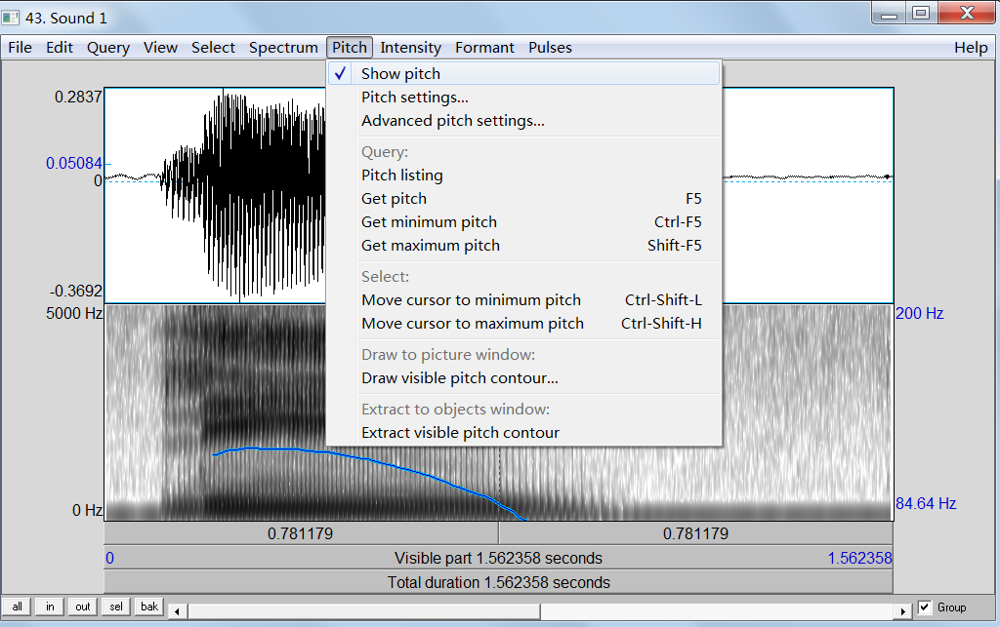 43. Sound 1
File Edit Query View Select Spectrum Pitch Intensity Formant Pulses Help
Show pitch
Pitch settings...
Advanced pitch settings...
Query:
Pitch listing
Get pitch F5
Get minimum pitch Ctrl-F5
Get maximum pitch Shift-F5
Select:
Move cursor to minimum pitch Ctrl-Shift-L
Move cursor to maximum pitch Ctrl-Shift-H
Draw to picture window:
Draw visible pitch contour...
Extract to objects window:
Extract visible pitch contour
0.2837
0.05084
0
-0.3692
5000 Hz
200 Hz
0 Hz
84.64 Hz
0.781179 0.781179
0 Visible part 1.562358 seconds 1.562358
Total duration 1.562358 seconds
all in out sel bak Group